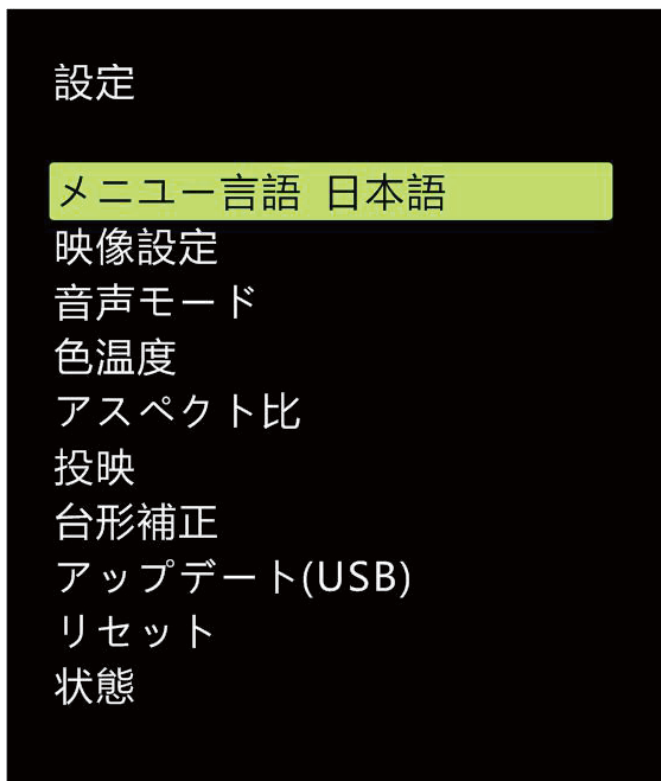 設定
メニユー言語 日本語
映像設定
音声モード
色温度
アスペクト比
投映
台形補正
アップデート(USB)
リセット
状態